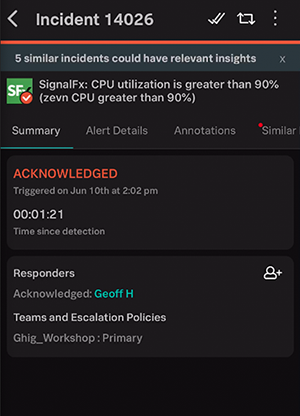 Incident 14026
5 similar incidents could have relevant insights x
SF
SignalFx: CPU utilization is greater than 90%
(zevn CPU greater than 90%)
Summary Alert Details Annotations Similar
ACKNOWLEDGED
Triggered on Jun 10th at 2:02 pm
00:01:21
Time since detection
Responders
Acknowledged: Geoff H
Teams and Escalation Policies
Ghig_Workshop : Primary